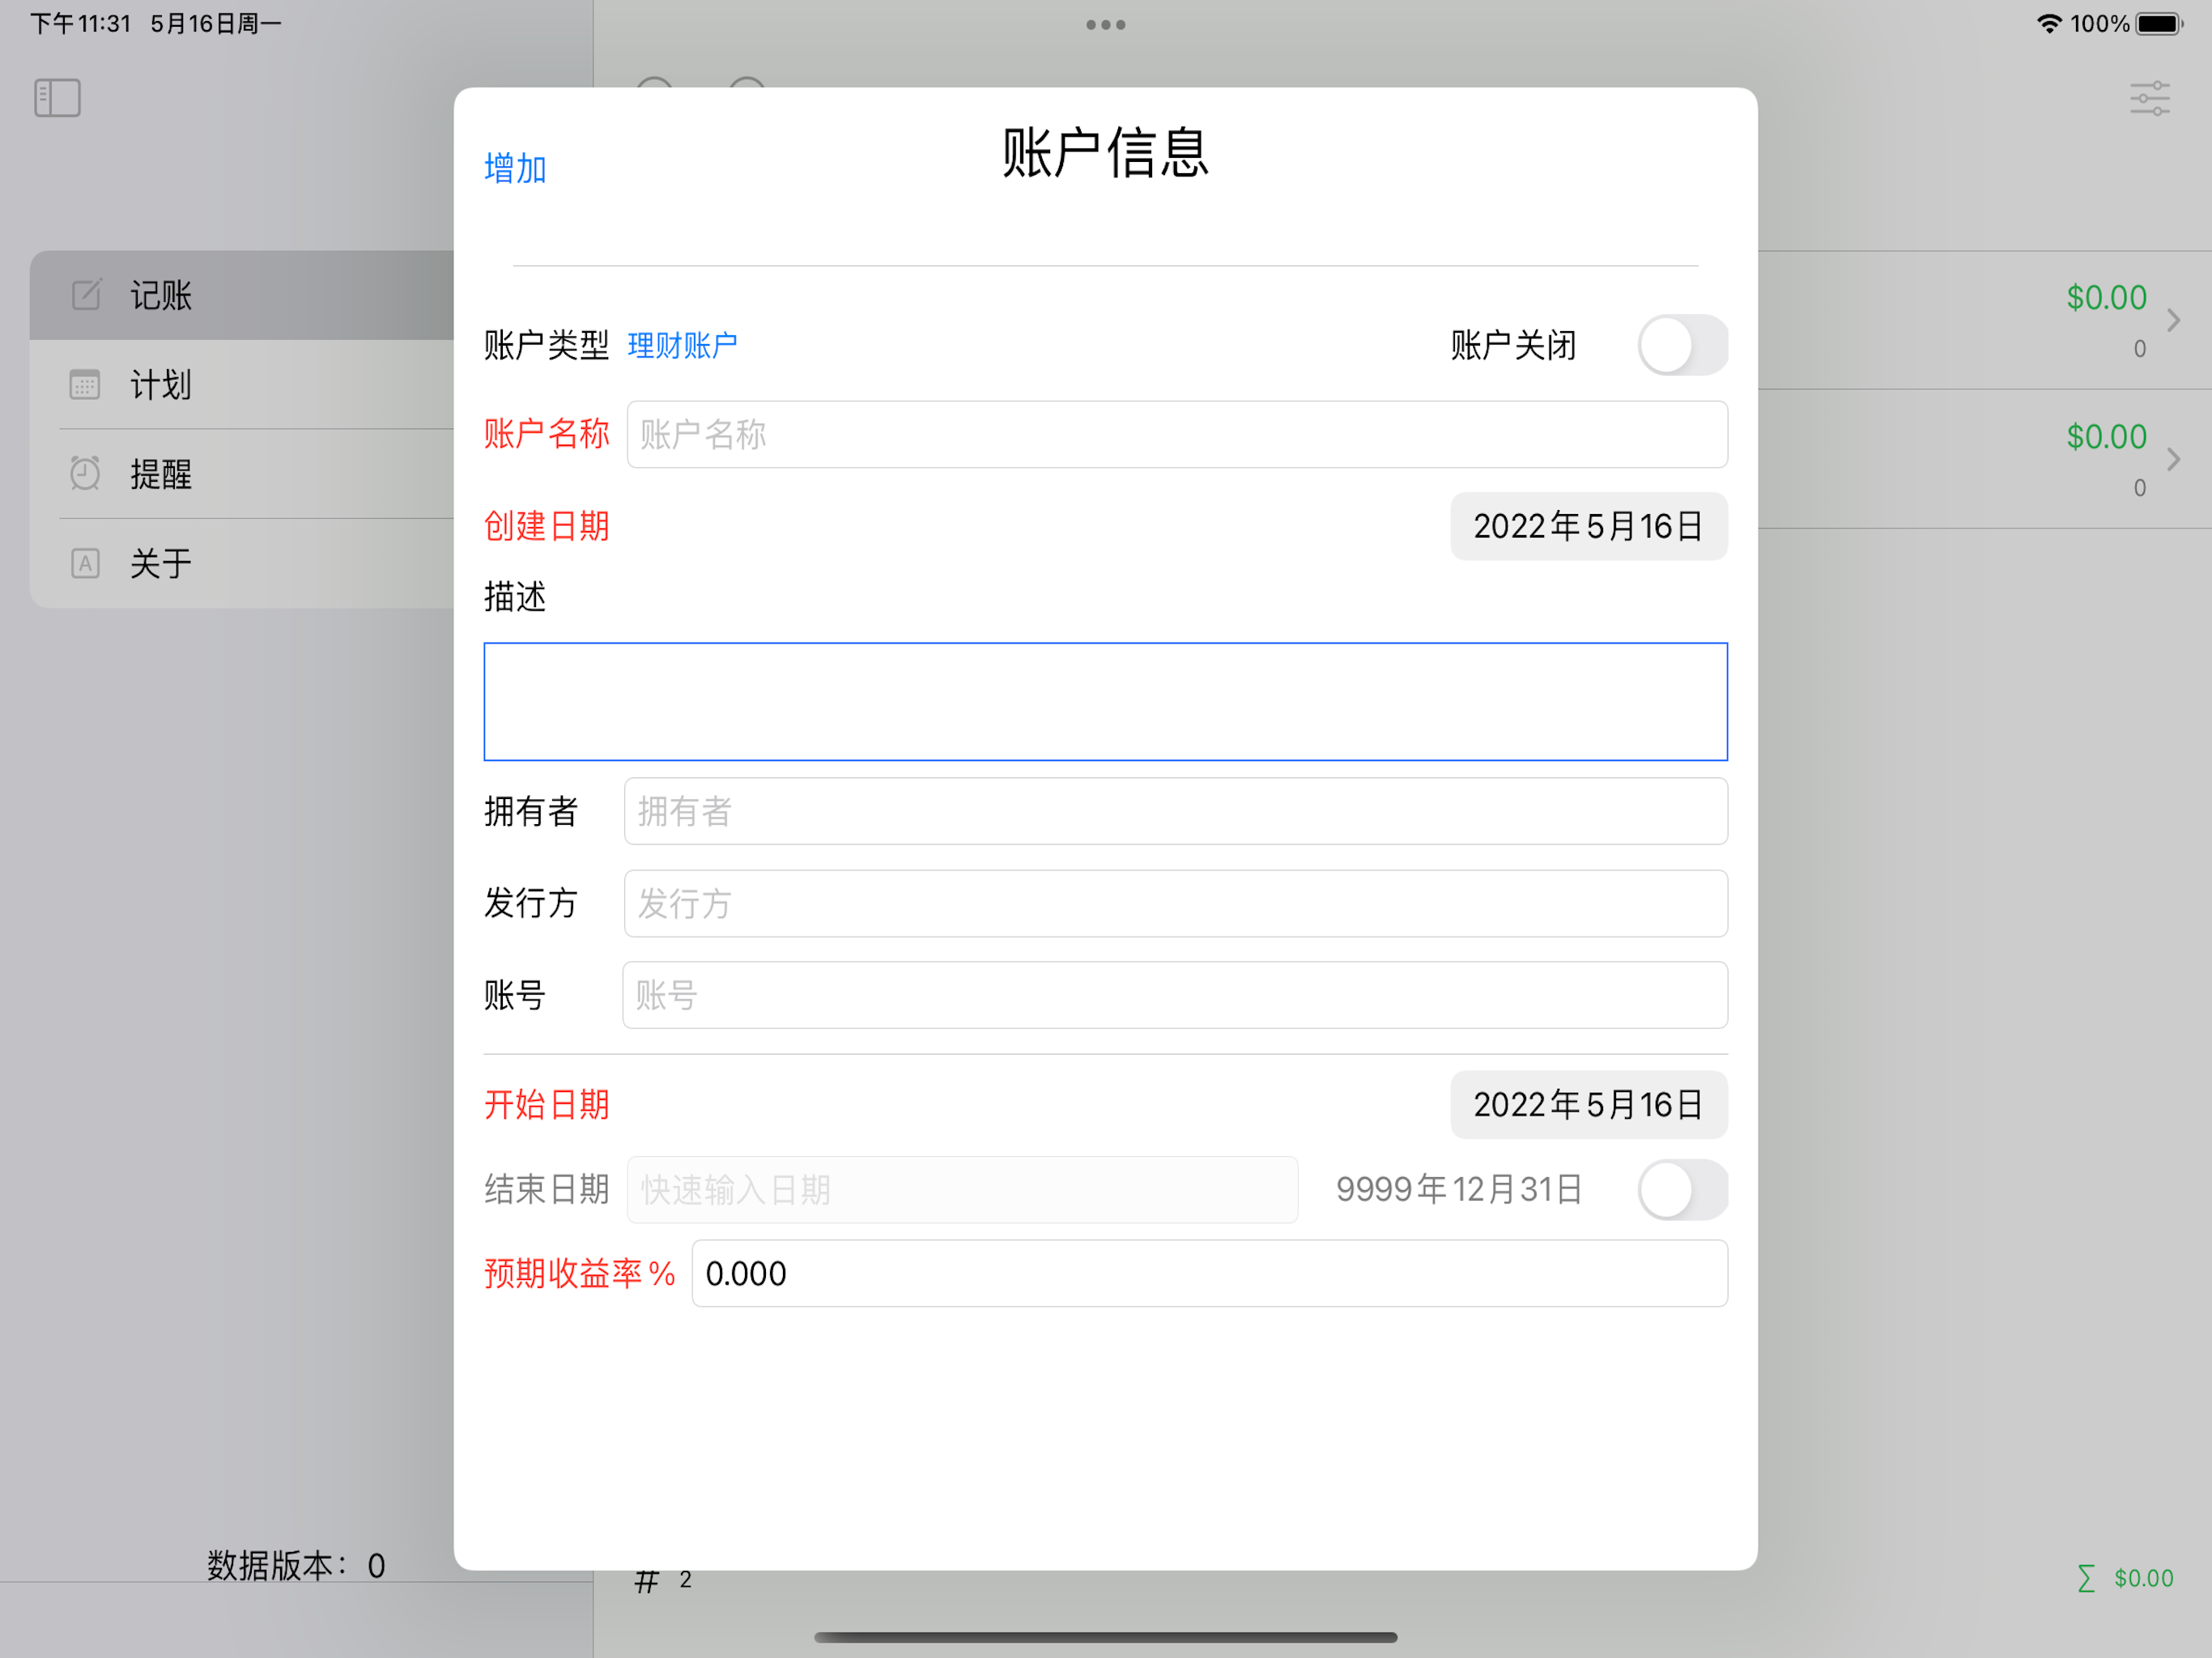 下午11:31 5月16日周一
100%
增加
账户信息
记账
计划
提醒
关于
$0.00
0
$0.00
0
账户类型 理财账户 账户关闭
账户名称 账户名称
创建日期 2022年5月16日
描述
拥有者 拥有者
发行方 发行方
账号 账号
开始日期 2022年5月16日
结束日期 快速输入日期 9999年12月31日
预期收益率% 0.000
数据版本：0
# 2
∑ $0.00